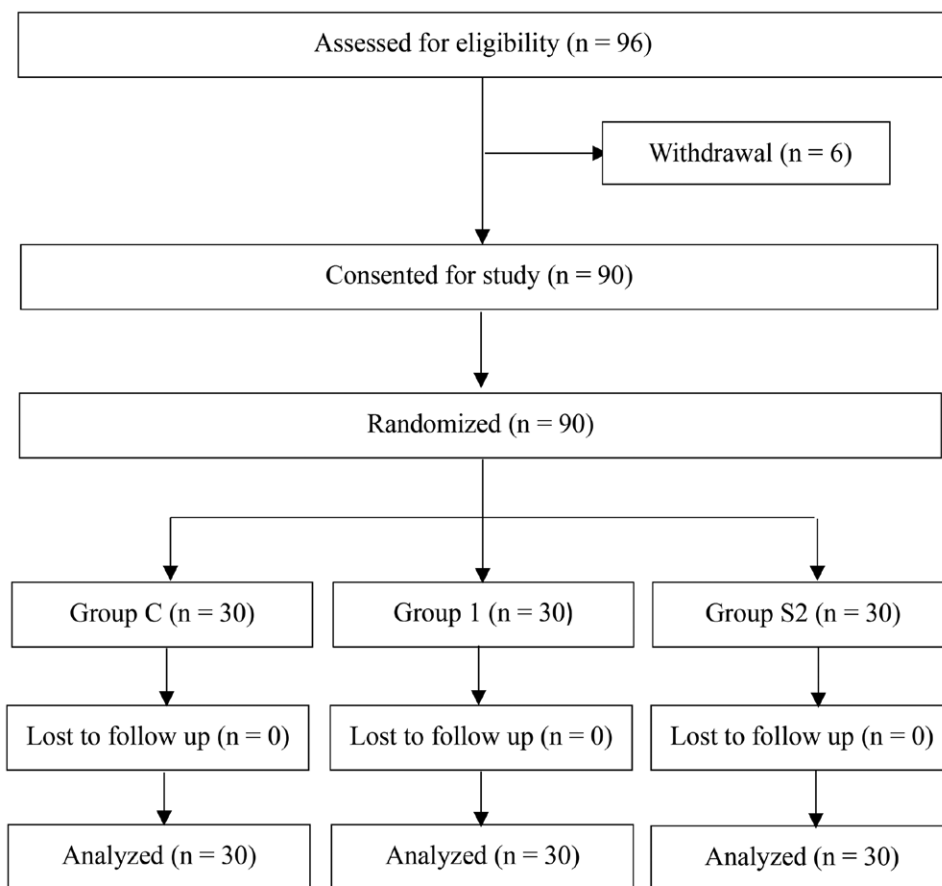 Assessed for eligibility (n = 96)
Withdrawal (n = 6)
Consented for study (n = 90)
Randomized (n = 90)
Group C (n = 30)
Group 1 (n = 30)
Group S2 (n = 30)
Lost to follow up (n = 0)
Lost to follow up (n = 0)
Lost to follow up (n = 0)
Analyzed (n = 30)
Analyzed (n = 30)
Analyzed (n = 30)